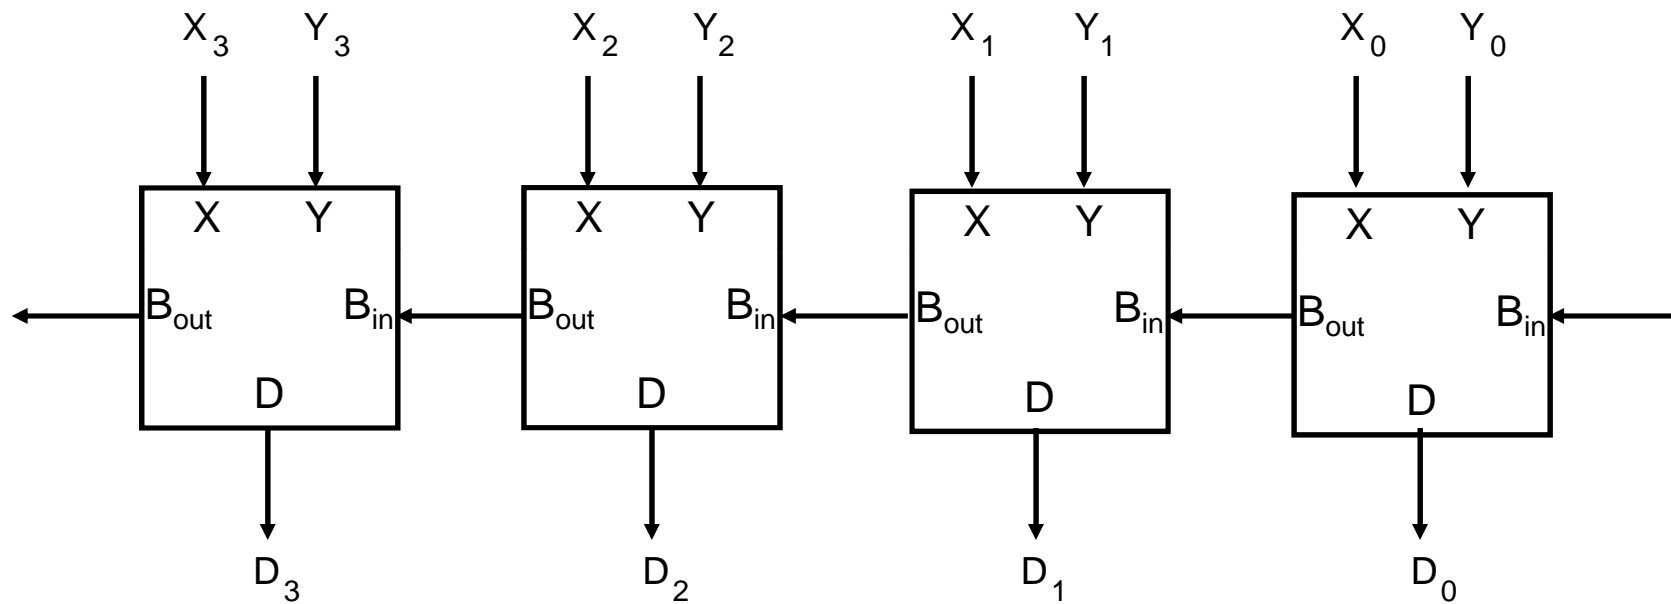 X3 Y3 X2 Y2 X1 Y1 X0 Y0
X Y X Y X Y X Y
Bout Bin Bout Bin Bout Bin Bout Bin
D D D D
D3 D2 D1 D0